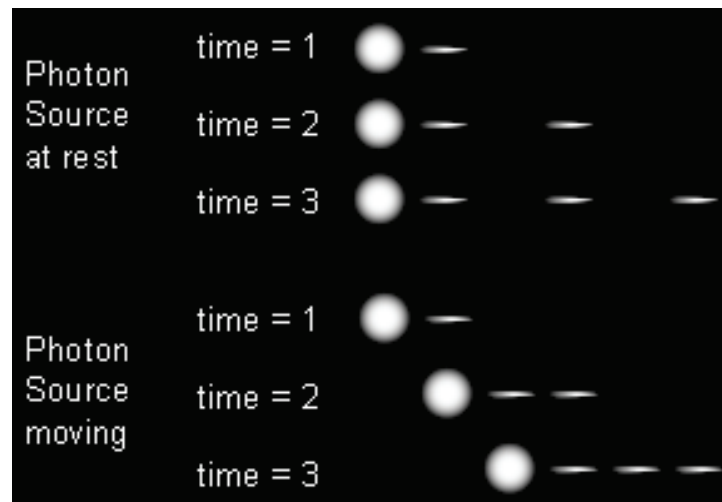 Photon
Source
at rest
time = 1
time = 2
time = 3
Photon
Source
moving
time = 1
time = 2
time = 3